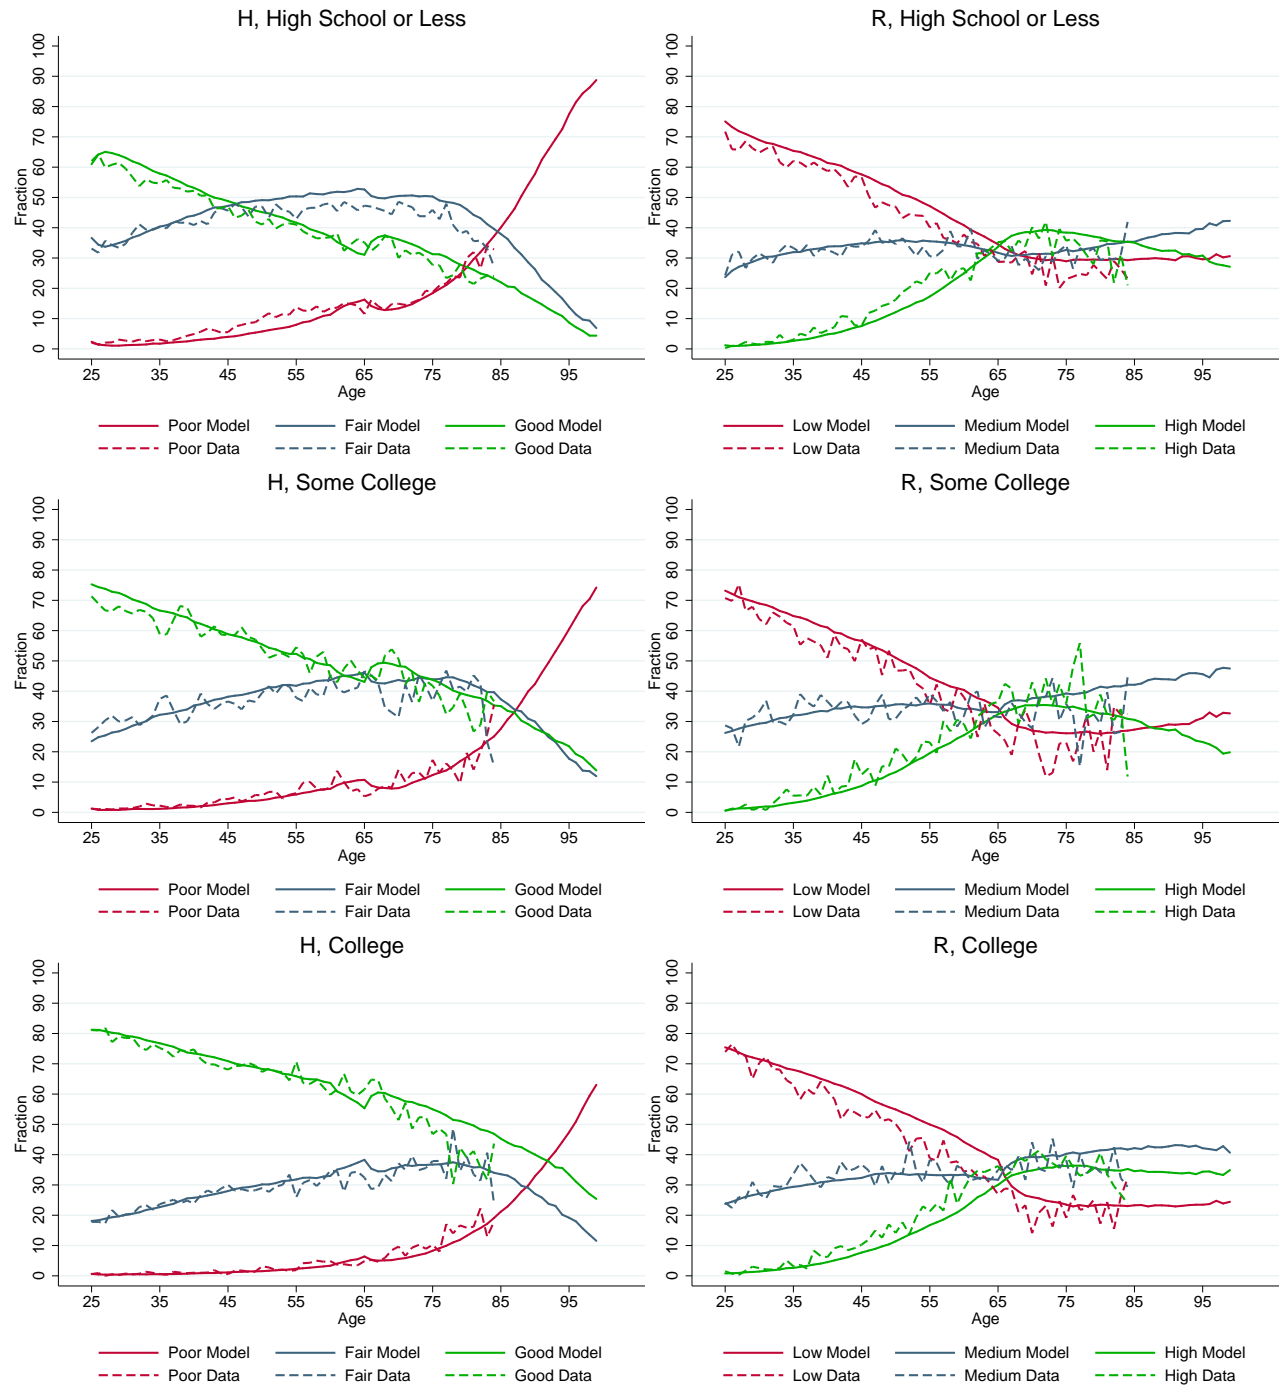 H, High School or Less
Fraction
100
90
80
70
60
50
40
30
20
10
0
25 35 45 55 65 75 85 95
Age
Poor Model Fair Model Good Model
Poor Data Fair Data Good Data
R, High School or Less
Fraction
100
90
80
70
60
50
40
30
20
10
0
25 35 45 55 65 75 85 95
Age
Low Model Medium Model High Model
Low Data Medium Data High Data
H, Some College
Fraction
100
90
80
70
60
50
40
30
20
10
0
25 35 45 55 65 75 85 95
Age
Poor Model Fair Model Good Model
Poor Data Fair Data Good Data
R, Some College
Fraction
100
90
80
70
60
50
40
30
20
10
0
25 35 45 55 65 75 85 95
Age
Low Model Medium Model High Model
Low Data Medium Data High Data
H, College
Fraction
100
90
80
70
60
50
40
30
20
10
0
25 35 45 55 65 75 85 95
Age
Poor Model Fair Model Good Model
Poor Data Fair Data Good Data
R, College
Fraction
100
90
80
70
60
50
40
30
20
10
0
25 35 45 55 65 75 85 95
Age
Low Model Medium Model High Model
Low Data Medium Data High Data